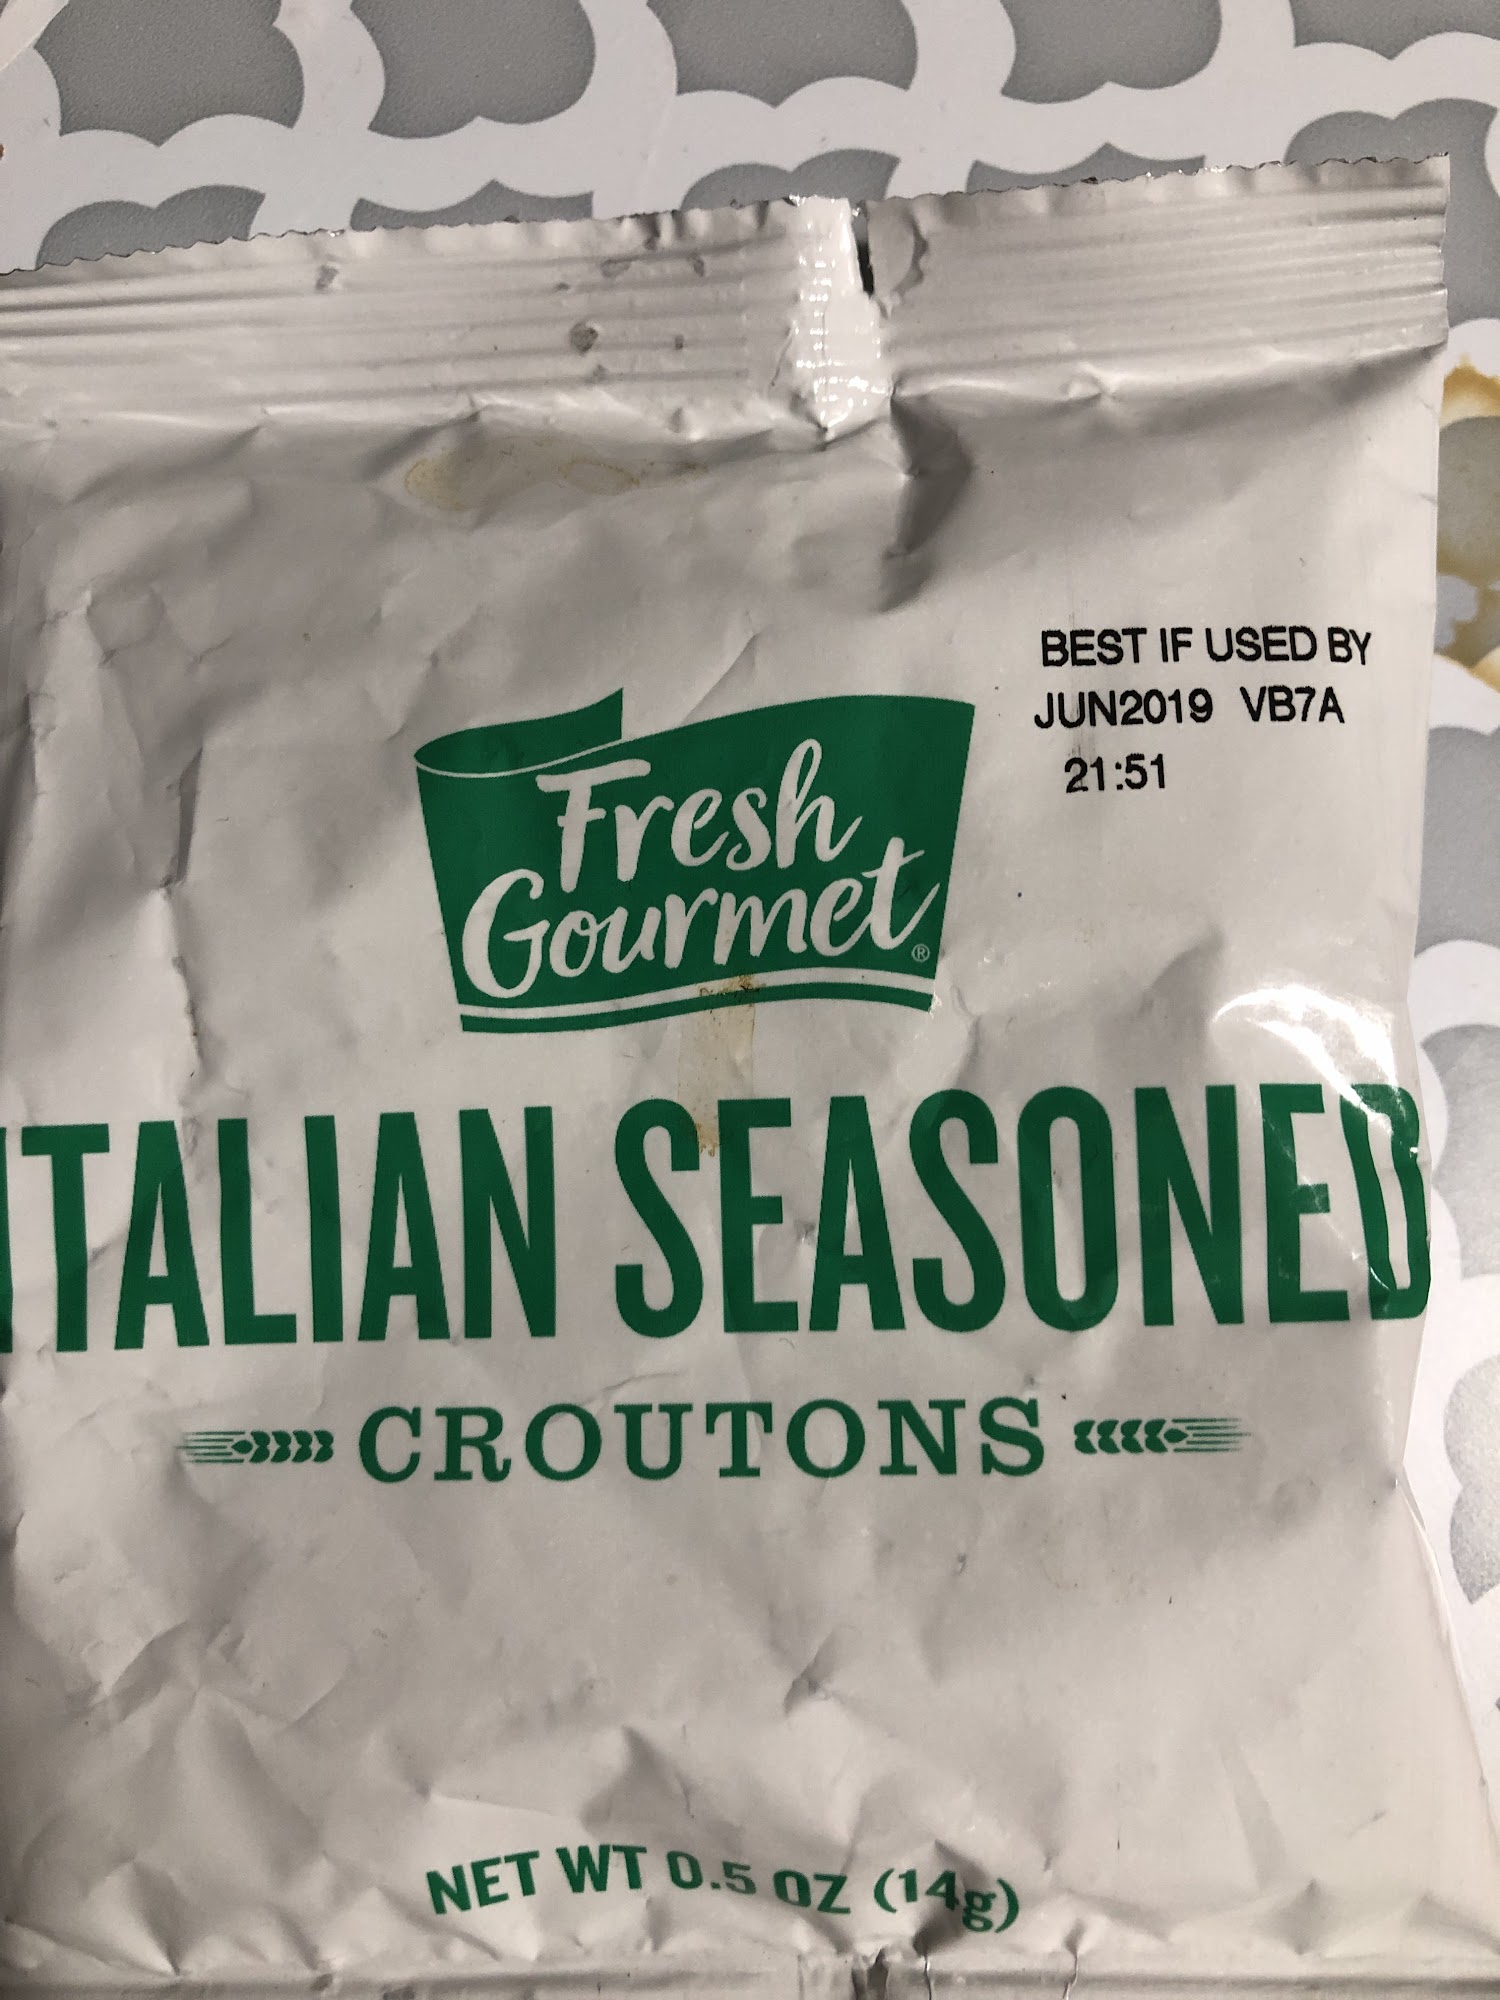 BEST IF USED BY
JUN2019 VB7A
21:51
Fresh
Gourmet®
ITALIAN SEASONED
CROUTONS
NET WT 0.5 OZ (14g)